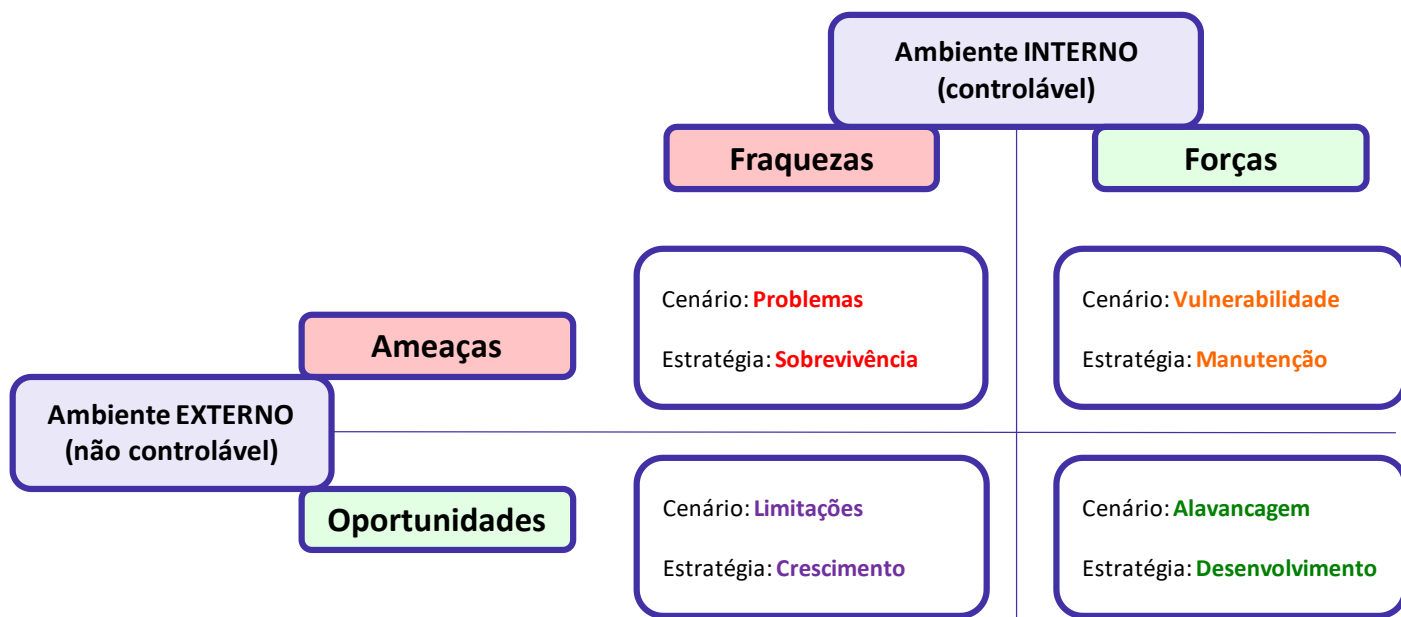 Ambiente INTERNO
(controlável)
Fraquezas
Forças
Cenário: Problemas
Estratégia: Sobrevivência
Cenário: Vulnerabilidade
Estratégia: Manutenção
Ameaças
Ambiente EXTERNO
(não controlável)
Oportunidades
Cenário: Limitações
Estratégia: Crescimento
Cenário: Alavancagem
Estratégia: Desenvolvimento